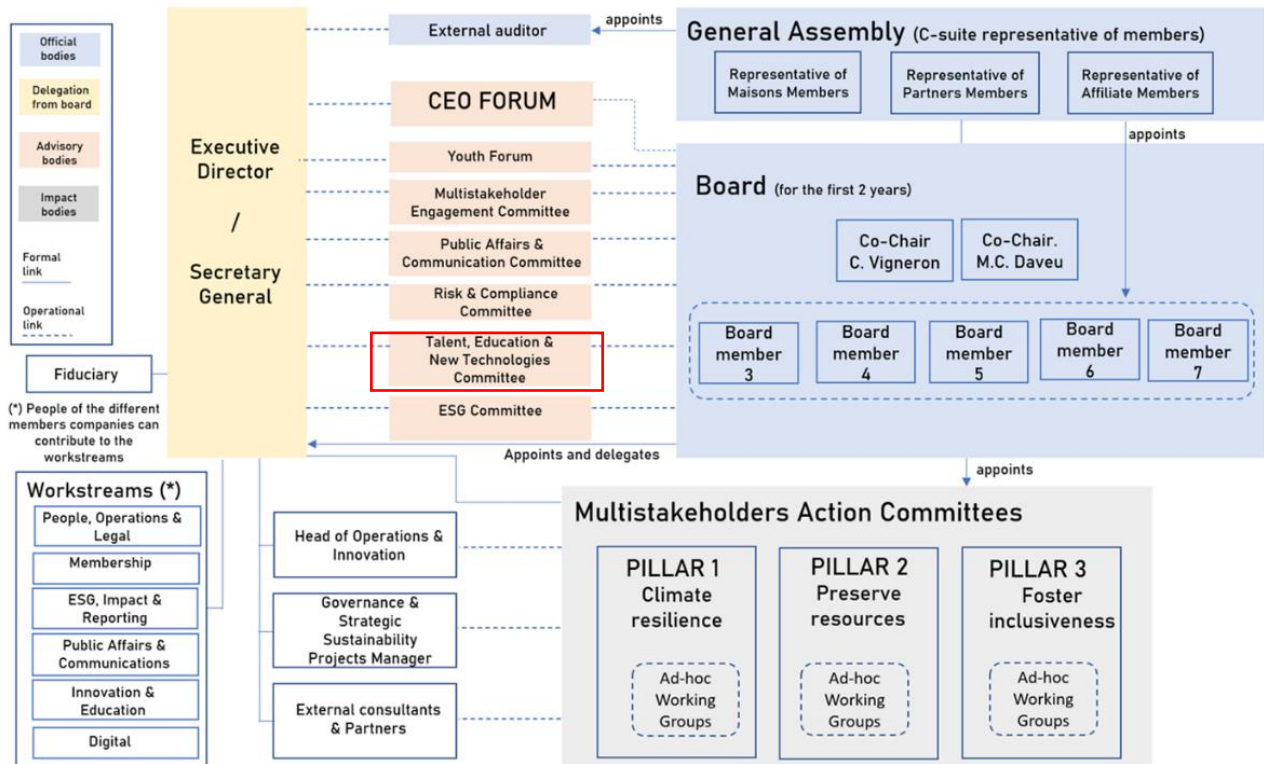 Official
bodies
Delegation
from board
Advisory
bodies
Impact
bodies
Formal
link
Operational
link
Fiduciary
(*) People of the different
members companies can
contribute to the
workstreams
Workstreams (*)
People, Operations &
Legal
Membership
ESG, Impact &
Reporting
Public Affairs &
Communications
Innovation &
Education
Digital
Executive
Director
/
Secretary
General
External auditor
CEO FORUM
Youth Forum
Multistakeholder
Engagement Committee
Public Affairs &
Communication Committee
Risk & Compliance
Committee
Talent, Education &
New Technologies
Committee
ESG Committee
appoints
General Assembly (C-suite representative of members)
Representative of
Maisons Members
Representative of
Partners Members
Representative of
Affiliate Members
appoints
Board (for the first 2 years)
Co-Chair
C. Vigneron
Co-Chair.
M.C. Daveu
Board
member
3
Board
member
4
Board
member
5
Board
member
6
Board
member
7
Appoints and delegates
appoints
Head of Operations &
Innovation
Governance &
Strategic
Sustainability
Projects Manager
External consultants
& Partners
Multistakeholders Action Committees
PILLAR 1
Climate
resilience
Ad-hoc
Working
Groups
PILLAR 2
Preserve
resources
Ad-hoc
Working
Groups
PILLAR 3
Foster
inclusiveness
Ad-hoc
Working
Groups